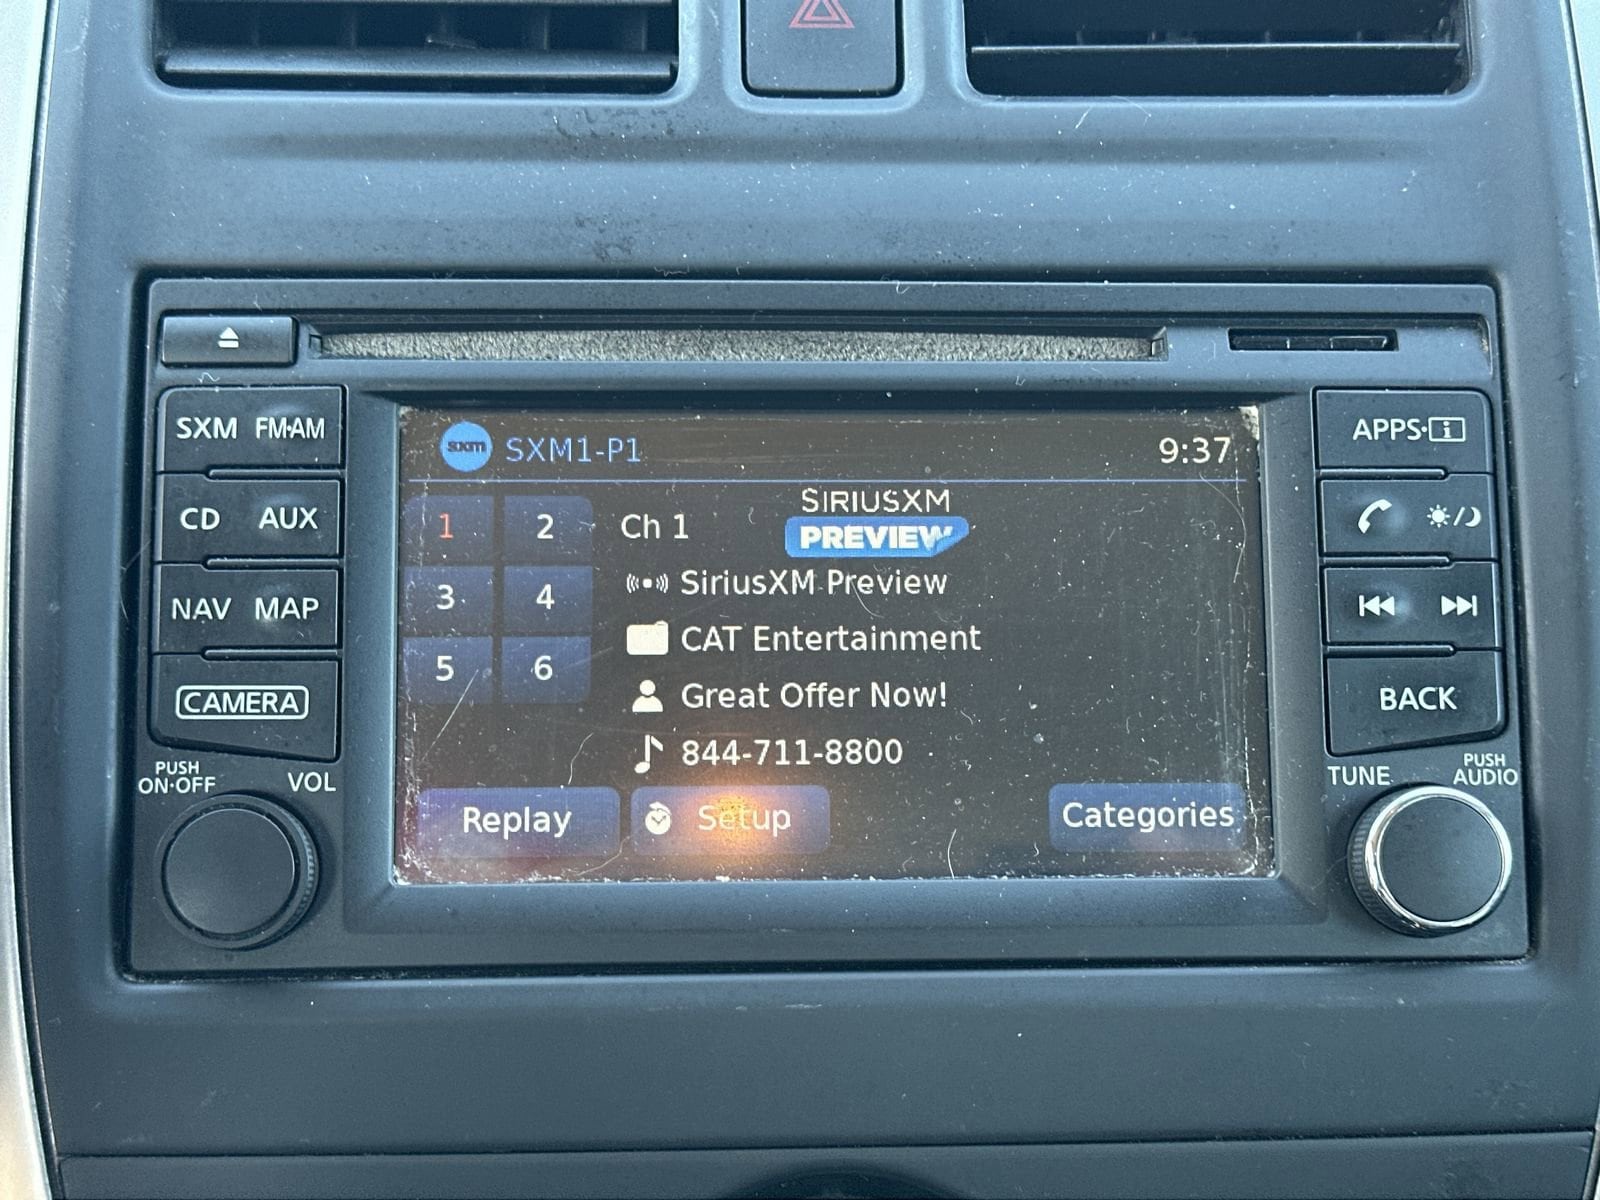 SXM FM·AM
CD AUX
NAV MAP
CAMERA
PUSH
ON·OFF
VOL
sxm SXM1-P1
9:37
1 2
3 4
5 6
Ch 1
SIRIUSXM
PREVIEW
SiriusXM Preview
CAT Entertainment
Great Offer Now!
844-711-8800
Replay
Setup
Categories
APPS·i
BACK
TUNE
PUSH
AUDIO